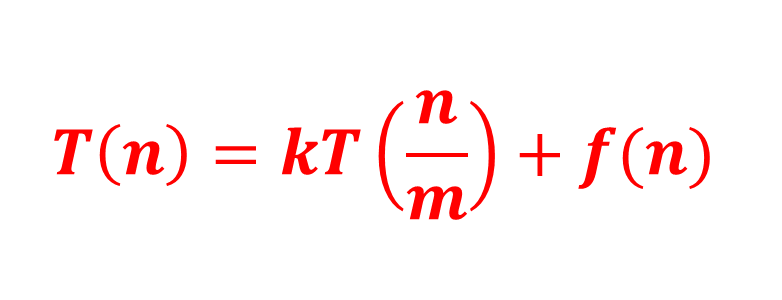 T(n) = kT(n/m) + f(n)